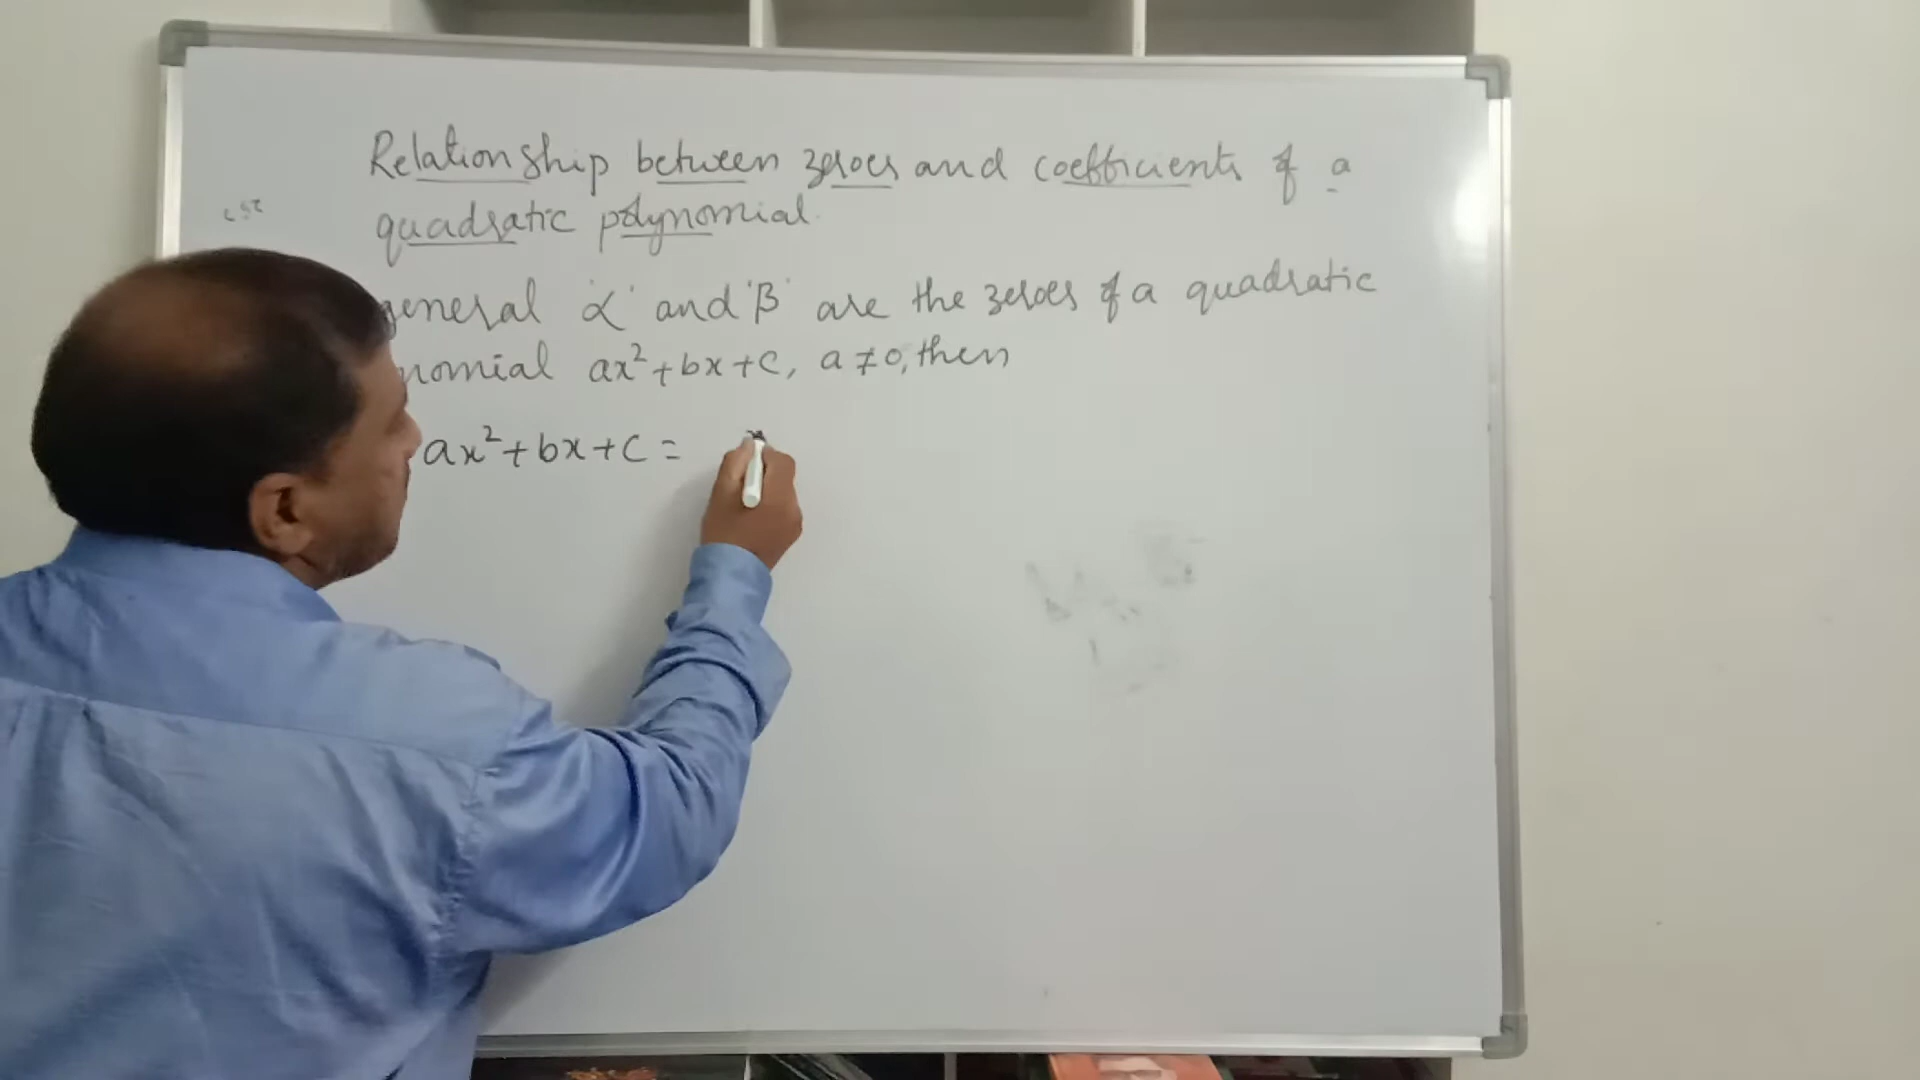 Relationship between zeroes and coefficients of a
quadratic polynomial.
general 'α' and 'β' are the zeroes of a quadratic
nomial ax²+bx+c, a≠0, then
ax²+bx+c =